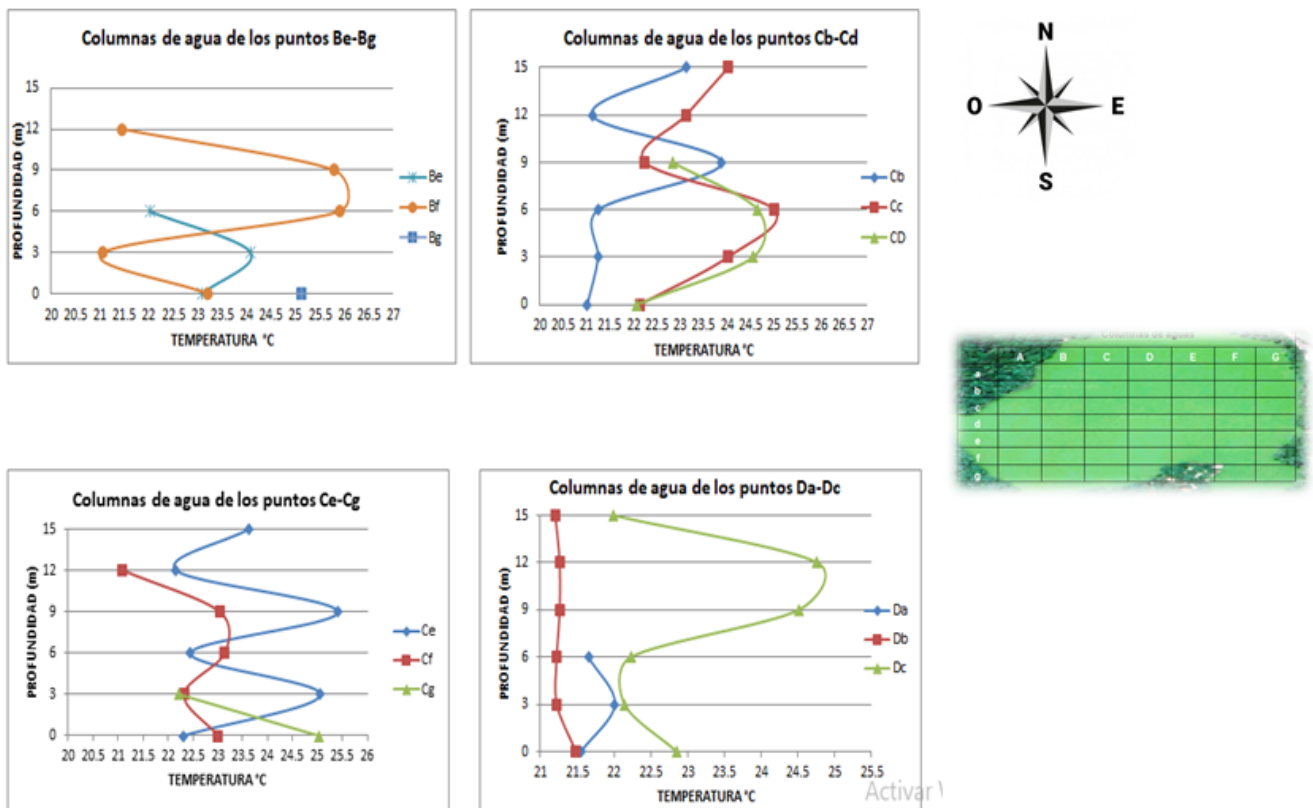 Columnas de agua de los puntos Be-Bg
PROFUNDIDAD (m)
15
12
9
6
3
0
20 20.5 21 21.5 22 22.5 23 23.5 24 24.5 25 25.5 26 26.5 27
TEMPERATURA °C
Be
Bf
Bg
Columnas de agua de los puntos Cb-Cd
PROFUNDIDAD (m)
15
12
9
6
3
0
20 20.5 21 21.5 22 22.5 23 23.5 24 24.5 25 25.5 26 26.5 27
TEMPERATURA °C
Cb
Cc
CD
N
O E
S
Columnas de aguas
A B C D E F G
a
b
c
d
e
f
g
Columnas de agua de los puntos Ce-Cg
PROFUNDIDAD (m)
15
12
9
6
3
0
20 20.5 21 21.5 22 22.5 23 23.5 24 24.5 25 25.5 26
TEMPERATURA °C
Ce
Cf
Cg
Columnas de agua de los puntos Da-Dc
PROFUNDIDAD (m)
15
12
9
6
3
0
21 21.5 22 22.5 23 23.5 24 24.5 25 25.5
TEMPERATURA °C
Da
Db
Dc
Activar